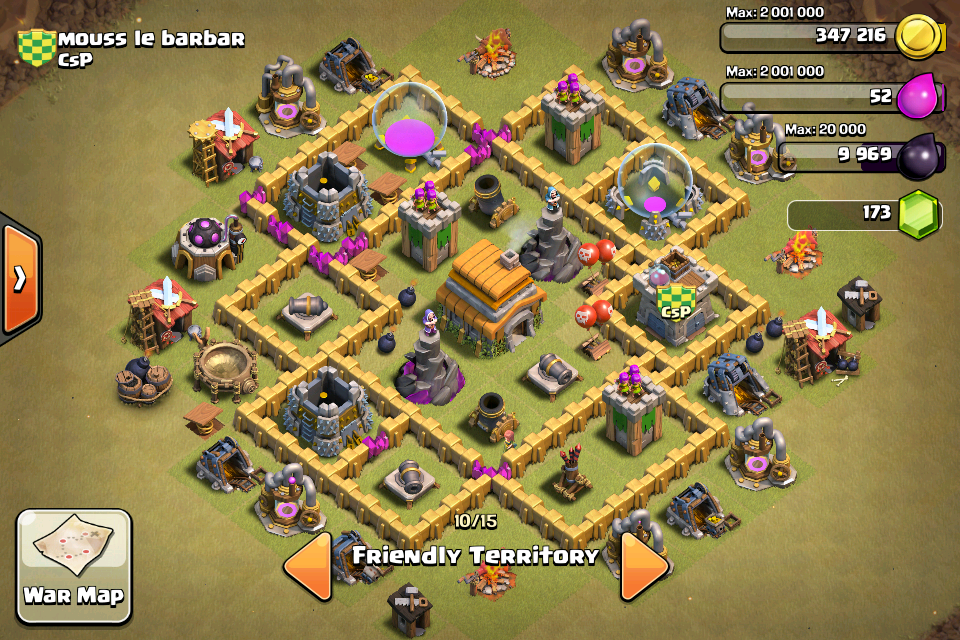 Mouss le barbar
CsP
Max: 2 001 000
347 216
Max: 2 001 000
52
Max: 20 000
9 969
173
CsP
10/15
Friendly Territory
War Map